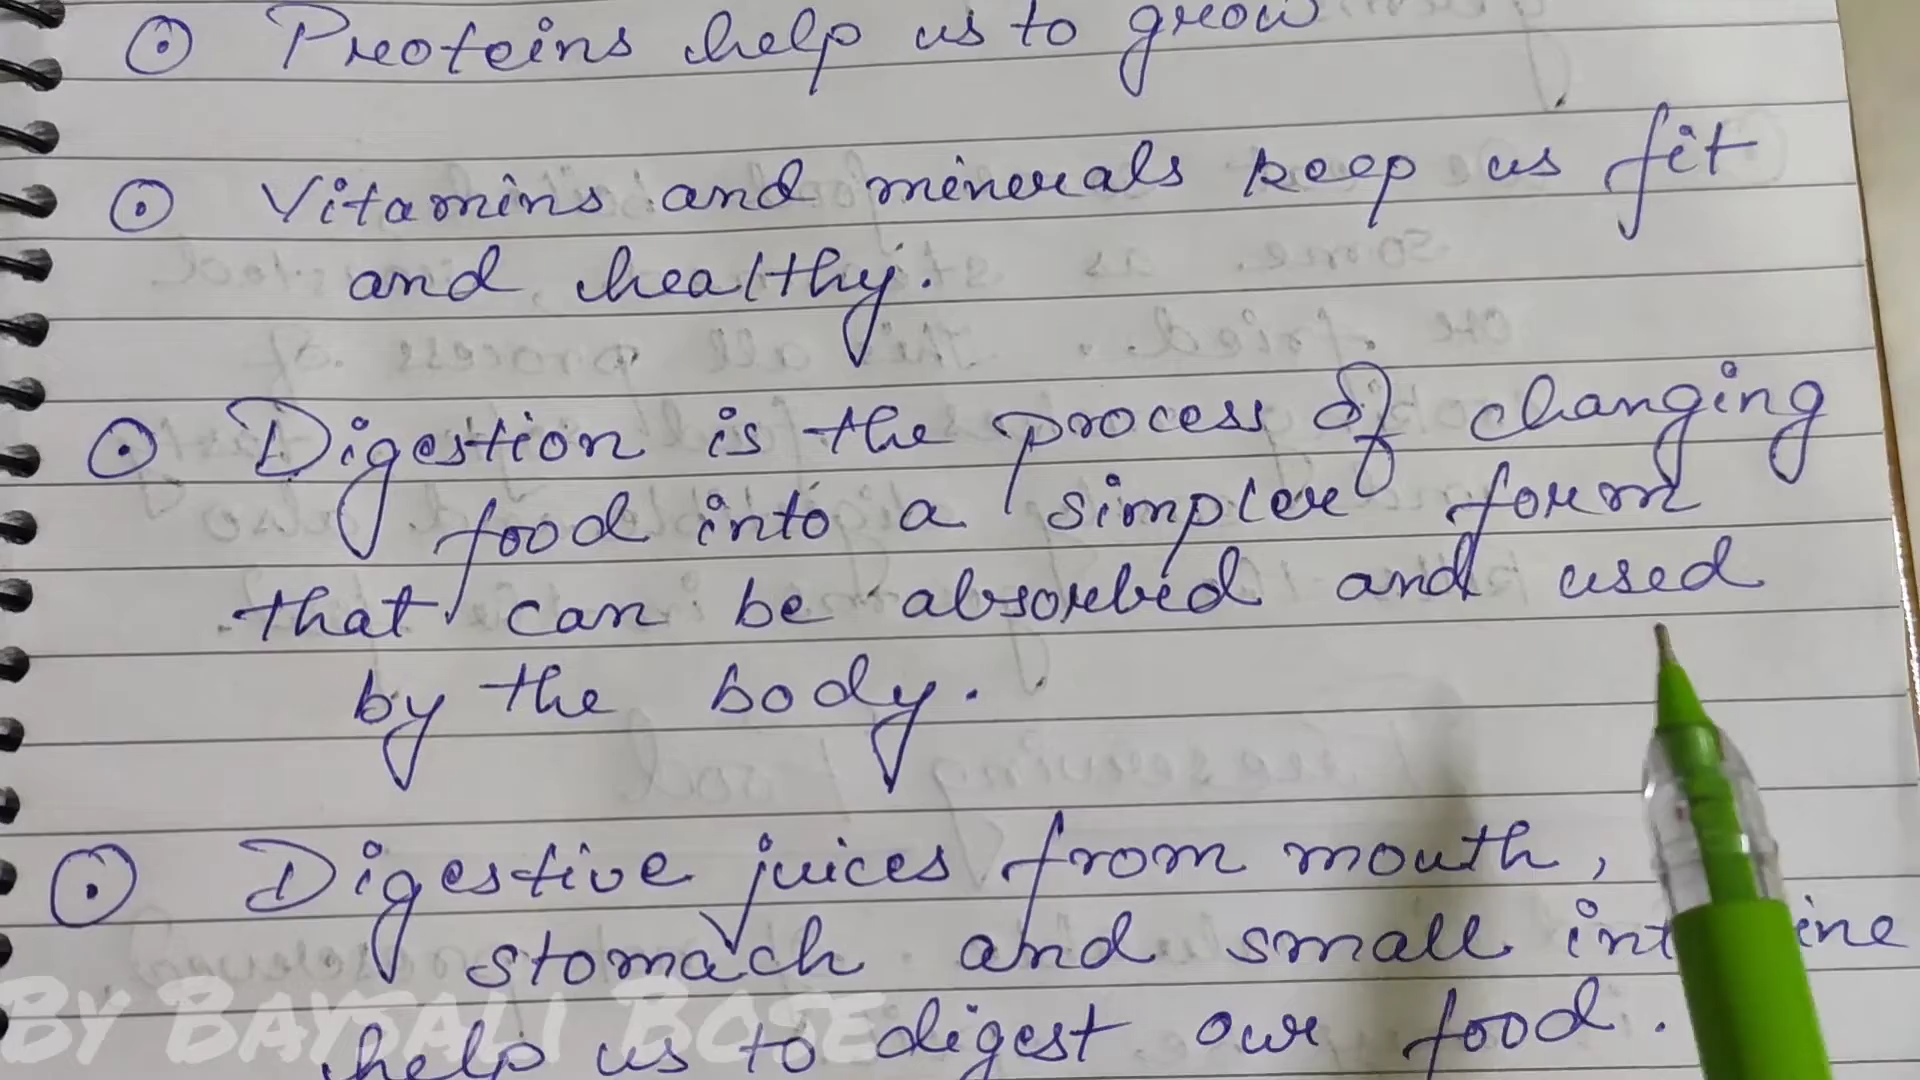 Proteins help us to grow
Vitamins and minerals keep us fit
and healthy.
Digestion is the process of changing
food into a simpler form
that can be absorbed and used
by the body.
Digestive juices from mouth,
stomach and small int ine
help us to digest our food.
By Baysali Bose